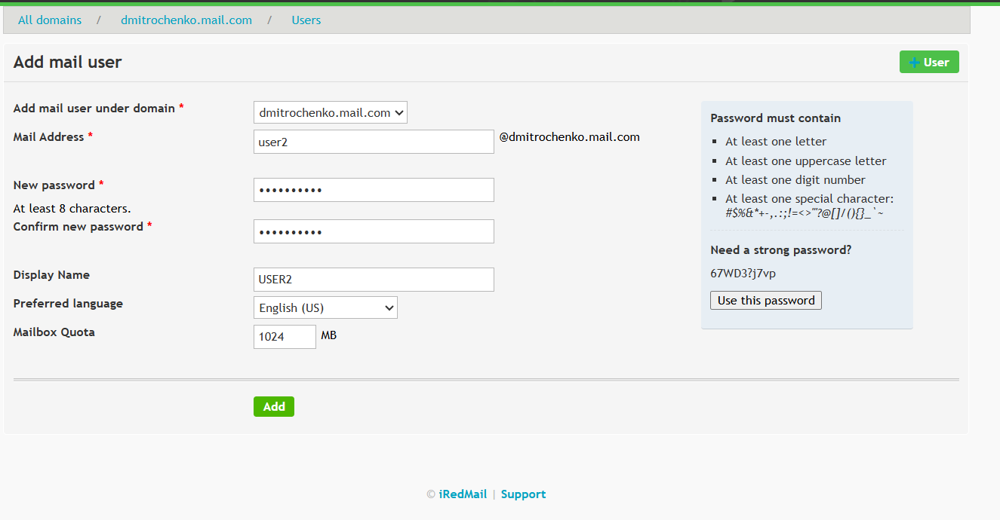 All domains / dmitrochenko.mail.com / Users
Add mail user
+ User
Add mail user under domain *
dmitrochenko.mail.com
Mail Address *
user2
@dmitrochenko.mail.com
New password *
••••••••••
At least 8 characters.
Confirm new password *
••••••••••
Display Name
USER2
Preferred language
English (US)
Mailbox Quota
1024
MB
Add
Password must contain
At least one letter
At least one uppercase letter
At least one digit number
At least one special character:
#$%&*+-,.:;!=<>'"?@[]/(){}_`~
Need a strong password?
67WD3?j7vp
Use this password
© iRedMail | Support